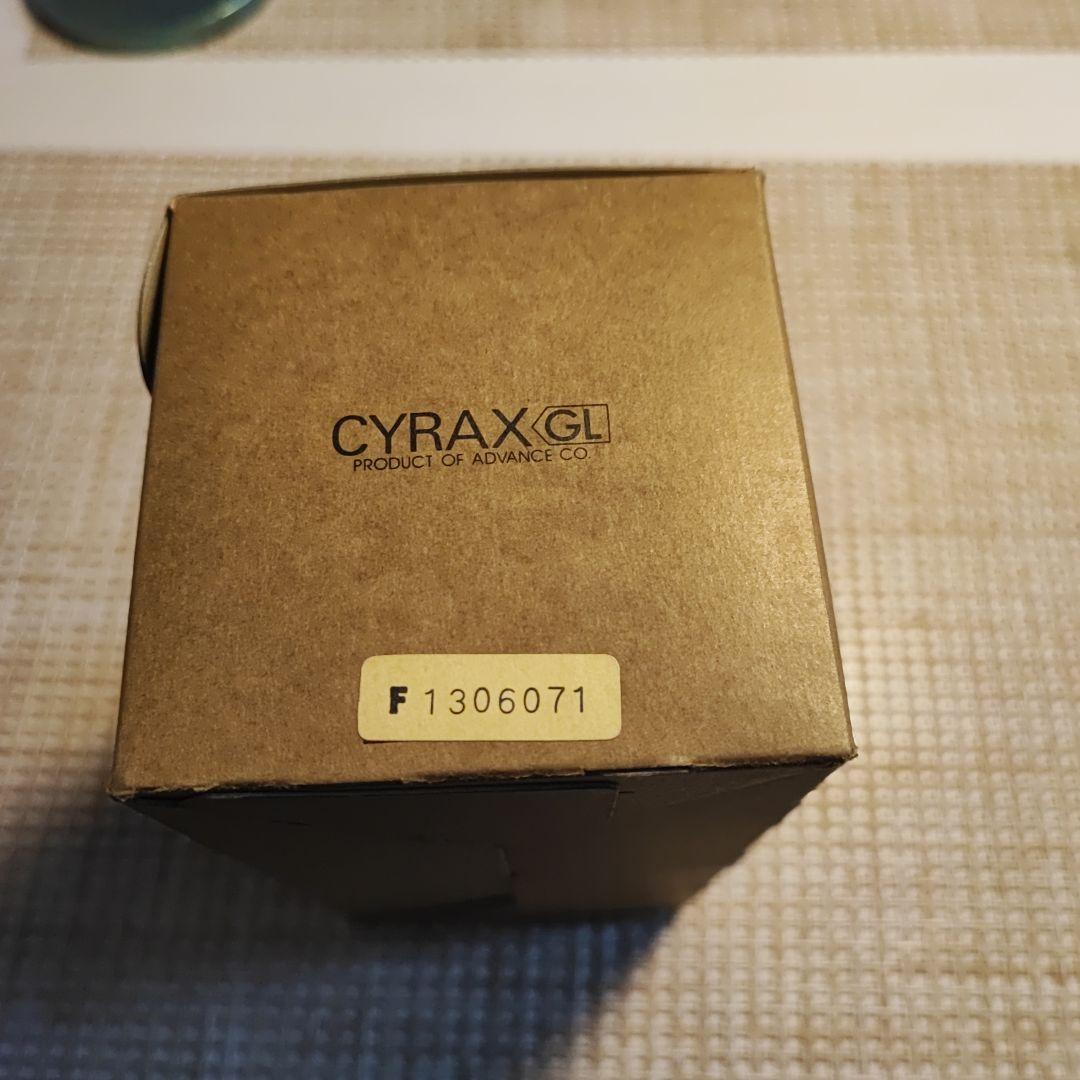 CYRAX GL
PRODUCT OF ADVANCE CO.
F 1306071